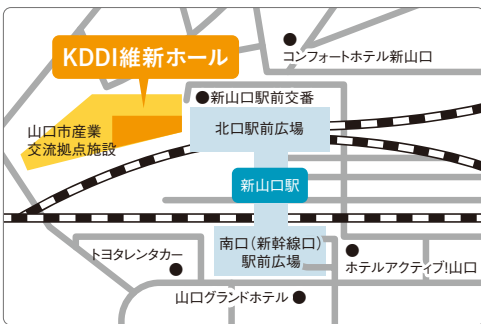 コンフォートホテル新山口
KDDI維新ホール
●新山口駅前交番
山口市産業
交流拠点施設
北口駅前広場
新山口駅
南口(新幹線口)
駅前広場
トヨタレンタカー
ホテルアクティブ!山口
山口グランドホテル●